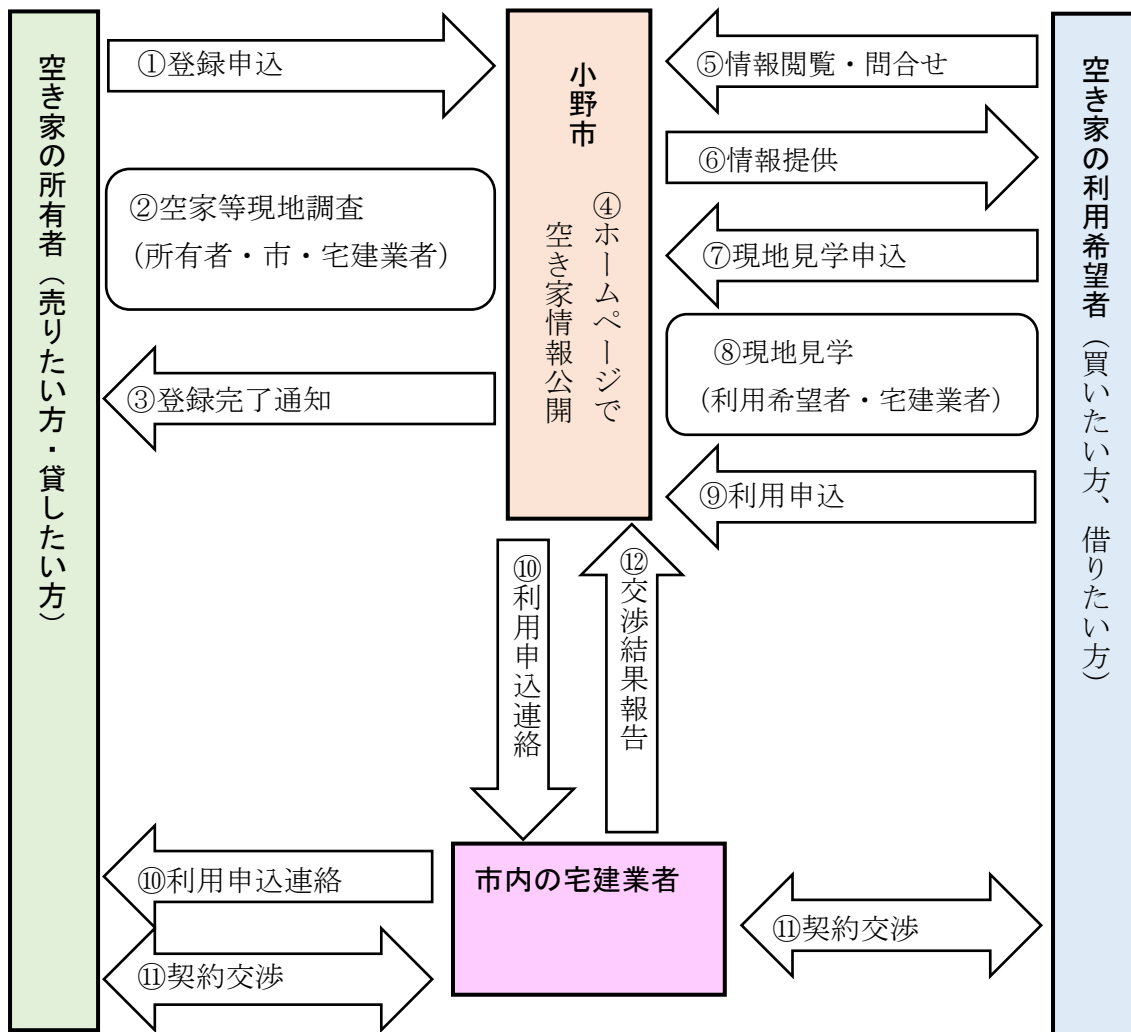 空き家の所有者（売りたい方・貸したい方）
①登録申込
②空家等現地調査
(所有者・市・宅建業者)
③登録完了通知
小野市
④ホームページで
空き家情報公開
⑤情報閲覧・問合せ
⑥情報提供
⑦現地見学申込
⑧現地見学
(利用希望者・宅建業者)
⑨利用申込
空き家の利用希望者（買いたい方、借りたい方）
⑩利用申込連絡
⑫交渉結果報告
⑩利用申込連絡
⑪契約交渉
市内の宅建業者
⑪契約交渉